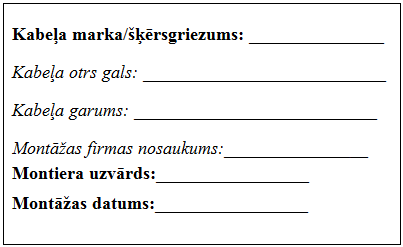 Kabeļa marka/šķērsgriezums: _______________
Kabeļa otrs gals: ___________________________
Kabeļa garums: ___________________________
Montāžas firmas nosaukums:________________
Montiera uzvārds:_________________
Montāžas datums:_________________